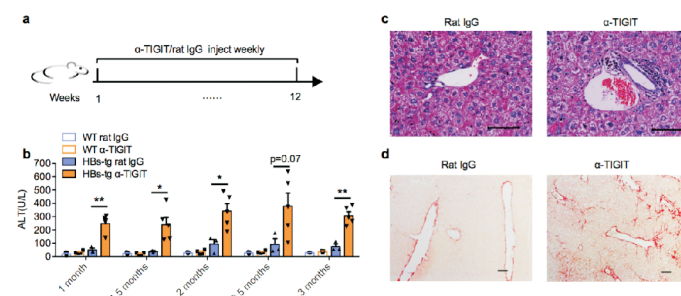 a
α-TIGIT/rat IgG inject weekly
Weeks
1
......
12
b
WT rat IgG
WT α-TIGIT
HBs-tg rat IgG
HBs-tg α-TIGIT
ALT(U/L)
700
600
500
400
300
200
100
0
**
*
*
p=0.07
**
1 month
5 months
2 months
5 months
3 months
c
Rat IgG
α-TIGIT
d
Rat IgG
α-TIGIT